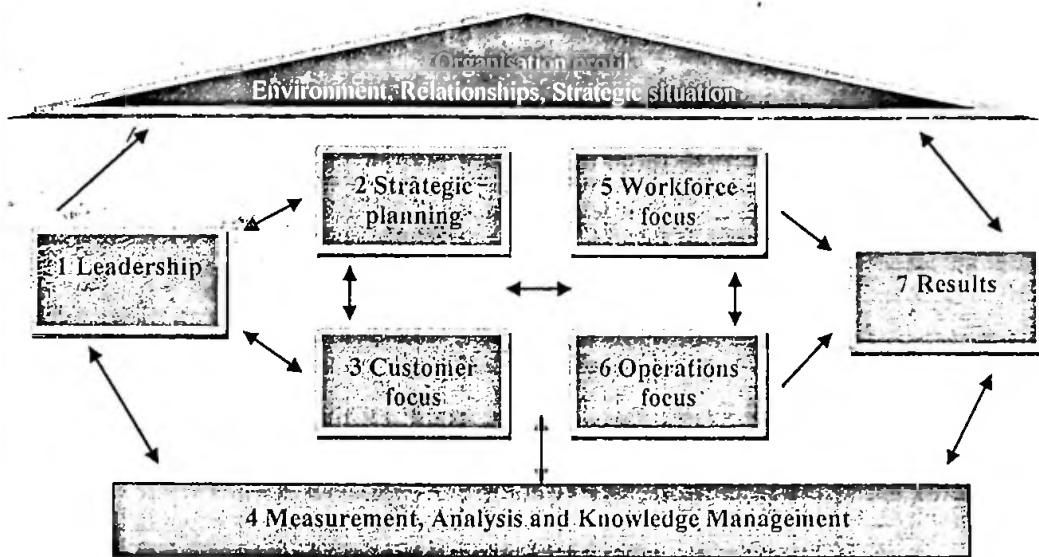 Organisation profil
Environment, Relationships, Strategic situation
2 Strategic
planning
5 Workforce
focus
1 Leadership
7 Results
3 Customer
focus
6 Operations
focus
4 Measurement, Analysis and Knowledge Management